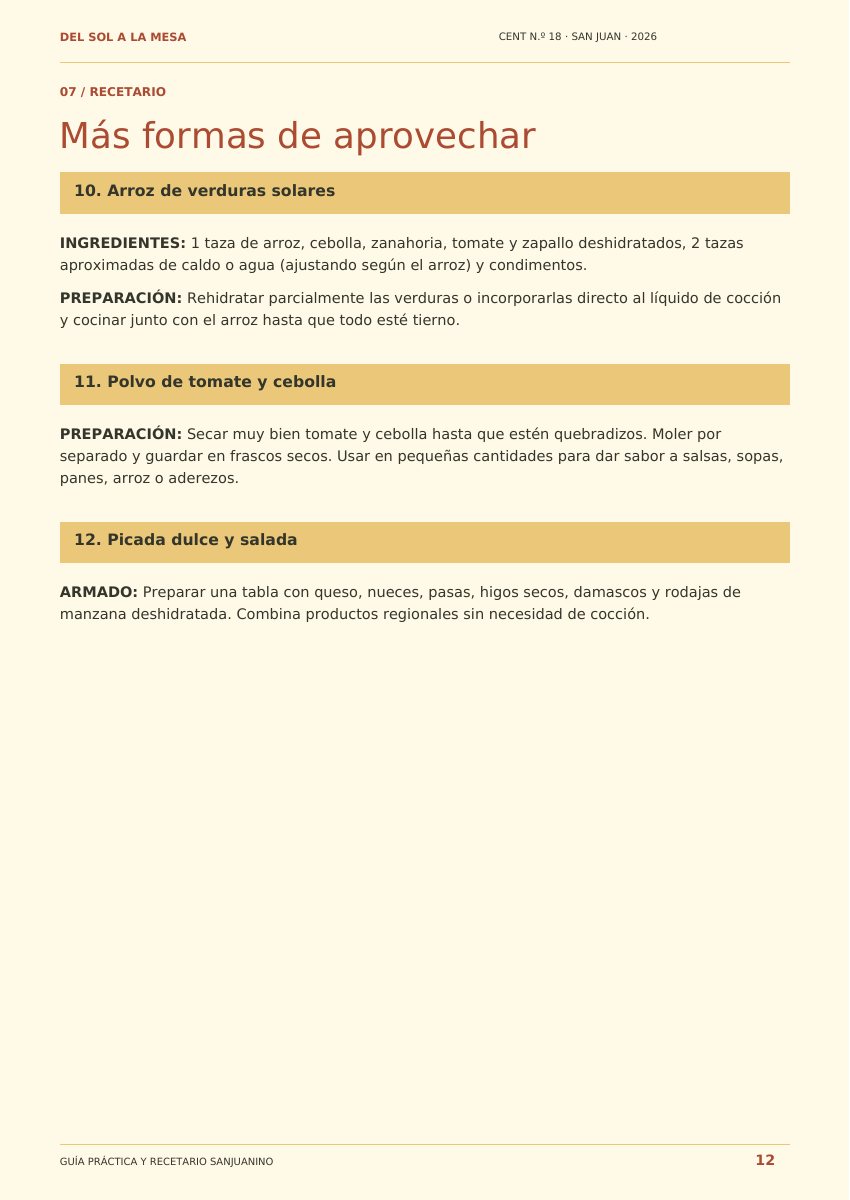 DEL SOL A LA MESA
CENT N.º 18 · SAN JUAN · 2026
07 / RECETARIO
Más formas de aprovechar
10. Arroz de verduras solares
INGREDIENTES: 1 taza de arroz, cebolla, zanahoria, tomate y zapallo deshidratados, 2 tazas
aproximadas de caldo o agua (ajustando según el arroz) y condimentos.
PREPARACIÓN: Rehidratar parcialmente las verduras o incorporarlas directo al líquido de cocción
y cocinar junto con el arroz hasta que todo esté tierno.
11. Polvo de tomate y cebolla
PREPARACIÓN: Secar muy bien tomate y cebolla hasta que estén quebradizos. Moler por
separado y guardar en frascos secos. Usar en pequeñas cantidades para dar sabor a salsas, sopas,
panes, arroz o aderezos.
12. Picada dulce y salada
ARMADO: Preparar una tabla con queso, nueces, pasas, higos secos, damascos y rodajas de
manzana deshidratada. Combina productos regionales sin necesidad de cocción.
GUÍA PRÁCTICA Y RECETARIO SANJUANINO
12